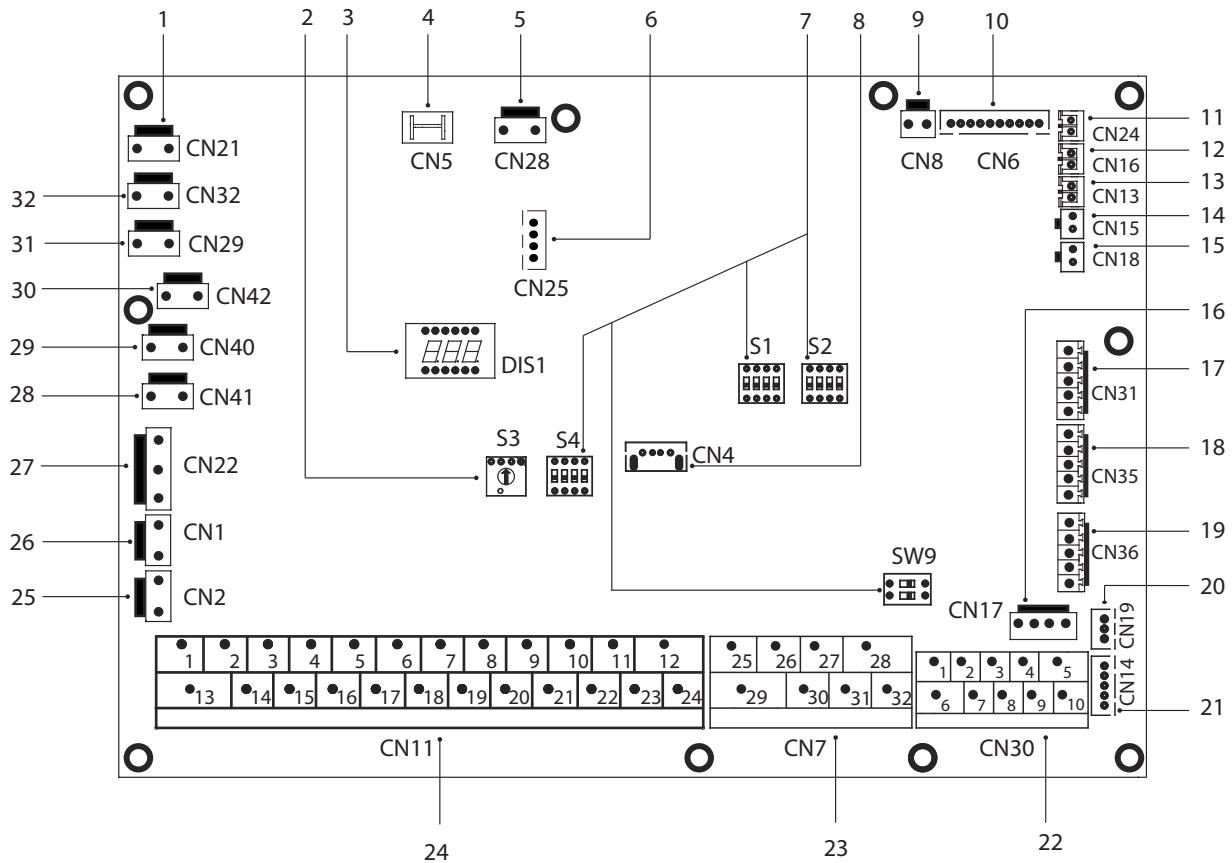 1 2 3 4 5 6 7 8 9 10
CN21 CN5 CN28 CN8 CN6 CN24 11
CN16 12
32 CN32 CN13 13
31 CN29 CN25 CN15 14
CN18 15
30 CN42 16
29 CN40 DIS1 S1 S2 CN31 17
28 CN41
27 CN22 S3 S4 CN4 CN35 18
26 CN1 CN36 19
25 CN2 SW9 CN17 CN19 20
1 2 3 4 5 6 7 8 9 10 11 12 25 26 27 28 1 2 3 4 5 CN14
13 14 15 16 17 18 19 20 21 22 23 24 29 30 31 32 6 7 8 9 10 21
CN11 CN7 CN30
24 23 22